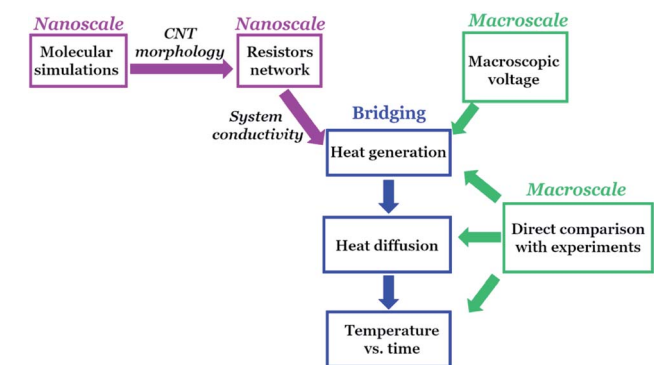 Nanoscale
Molecular
simulations
CNT
morphology
Nanoscale
Resistors
network
Macroscale
Macroscopic
voltage
System
conductivity
Bridging
Heat generation
Macroscale
Direct comparison
with experiments
Heat diffusion
Temperature
vs. time